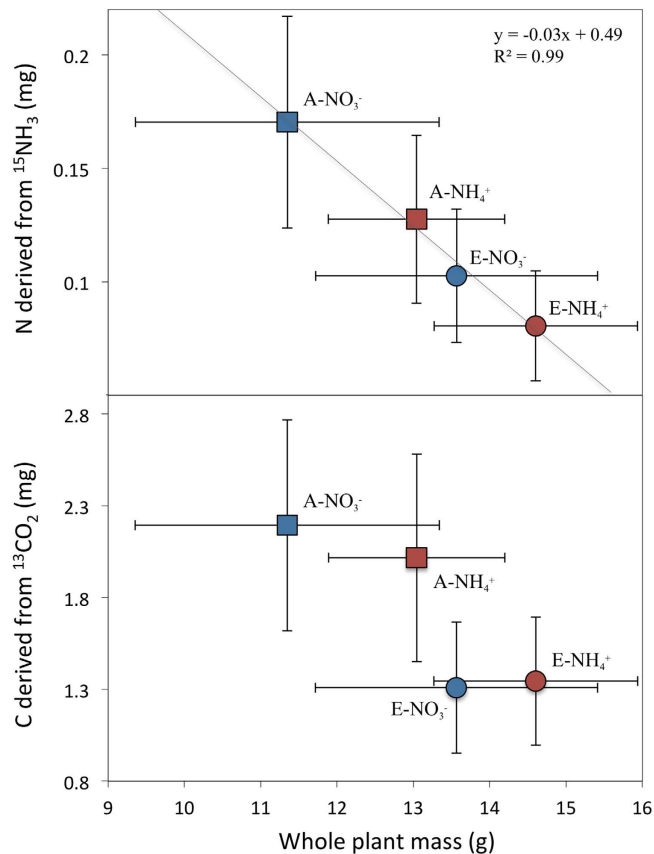 y = -0.03x + 0.49
R² = 0.99
0.2
0.15
0.1
N derived from ¹⁵NH₃ (mg)
A-NO₃⁻
A-NH₄⁺
E-NO₃⁻
E-NH₄⁺
2.8
2.3
1.8
1.3
0.8
C derived from ¹³CO₂ (mg)
A-NO₃⁻
A-NH₄⁺
E-NH₄⁺
E-NO₃⁻
9 10 11 12 13 14 15 16
Whole plant mass (g)